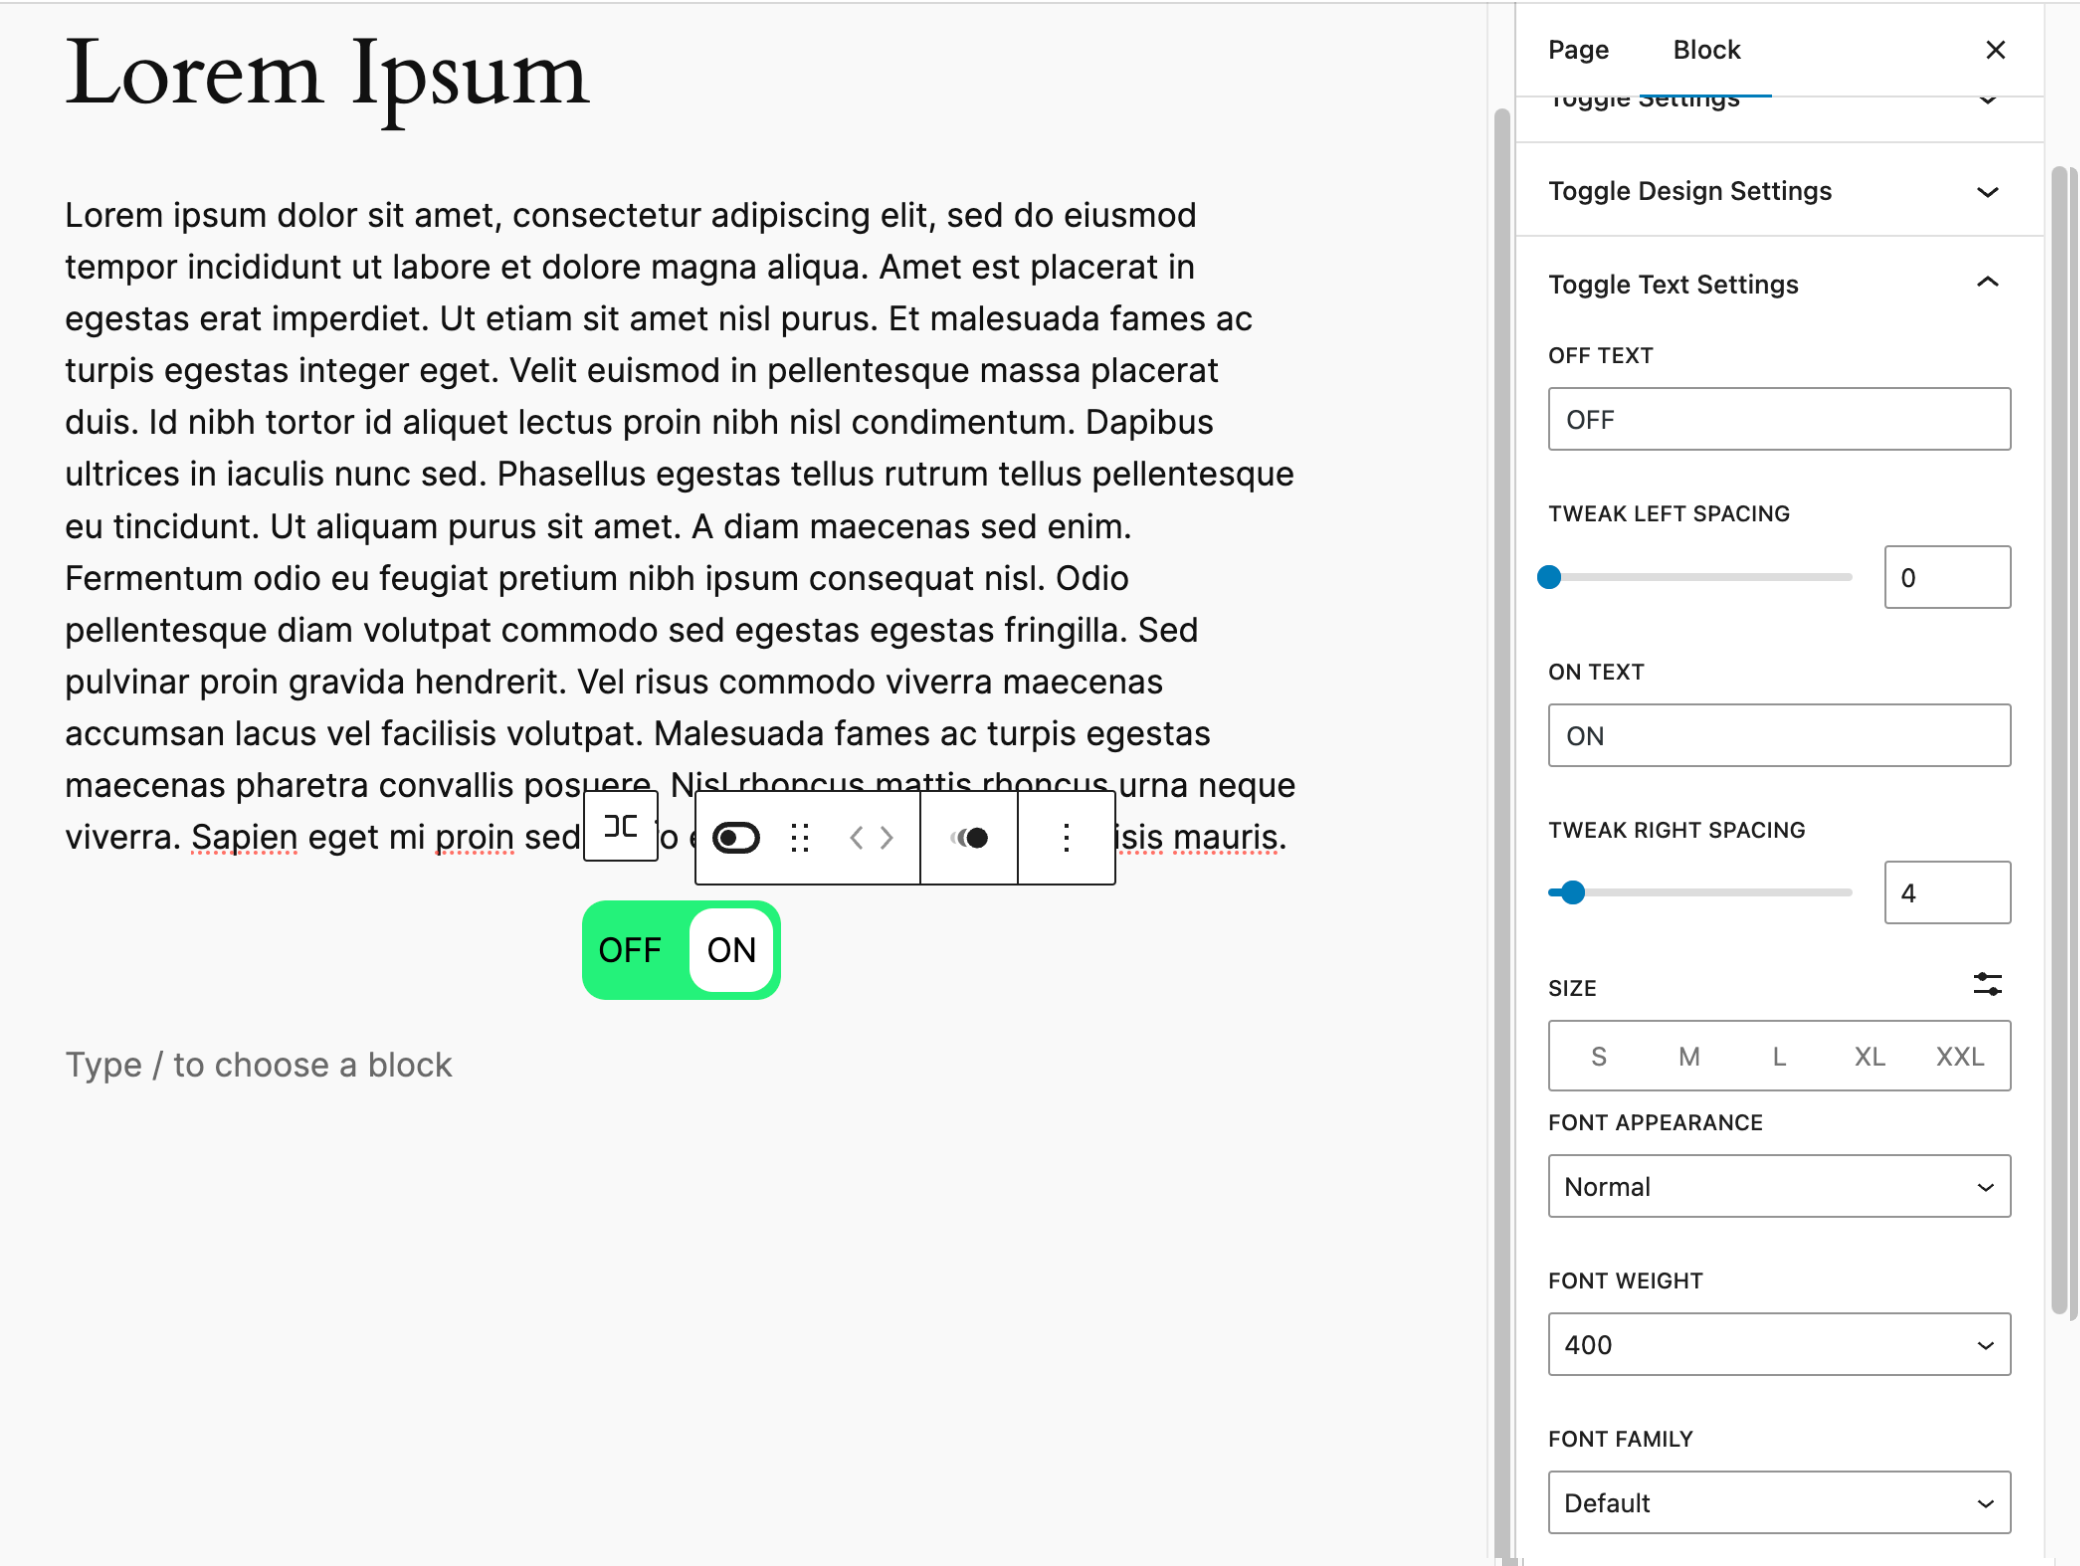 Lorem Ipsum
Lorem ipsum dolor sit amet, consectetur adipiscing elit, sed do eiusmod
tempor incididunt ut labore et dolore magna aliqua. Amet est placerat in
egestas erat imperdiet. Ut etiam sit amet nisl purus. Et malesuada fames ac
turpis egestas integer eget. Velit euismod in pellentesque massa placerat
duis. Id nibh tortor id aliquet lectus proin nibh nisl condimentum. Dapibus
ultrices in iaculis nunc sed. Phasellus egestas tellus rutrum tellus pellentesque
eu tincidunt. Ut aliquam purus sit amet. A diam maecenas sed enim.
Fermentum odio eu feugiat pretium nibh ipsum consequat nisl. Odio
pellentesque diam volutpat commodo sed egestas egestas fringilla. Sed
pulvinar proin gravida hendrerit. Vel risus commodo viverra maecenas
accumsan lacus vel facilisis volutpat. Malesuada fames ac turpis egestas
maecenas pharetra convallis posuere. Nisl rhoncus mattis rhoncus urna neque
viverra. Sapien eget mi proin sed mauris.
OFF ON
Type / to choose a block
Page Block
Toggle Settings
Toggle Design Settings
Toggle Text Settings
OFF TEXT
OFF
TWEAK LEFT SPACING
0
ON TEXT
ON
TWEAK RIGHT SPACING
4
SIZE
S M L XL XXL
FONT APPEARANCE
Normal
FONT WEIGHT
400
FONT FAMILY
Default